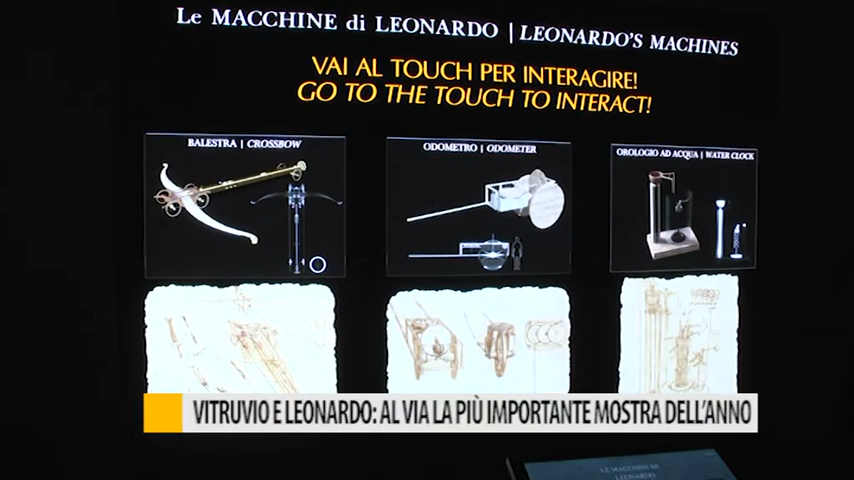 Le MACCHINE di LEONARDO | LEONARDO'S MACHINES
VAI AL TOUCH PER INTERAGIRE!
GO TO THE TOUCH TO INTERACT!
BALESTRA | CROSSBOW
ODOMETRO | ODOMETER
OROLOGIO AD ACQUA | WATER CLOCK
VITRUVIO E LEONARDO: AL VIA LA PIÙ IMPORTANTE MOSTRA DELL'ANNO
LE MACCHINE DI
LEONARDO